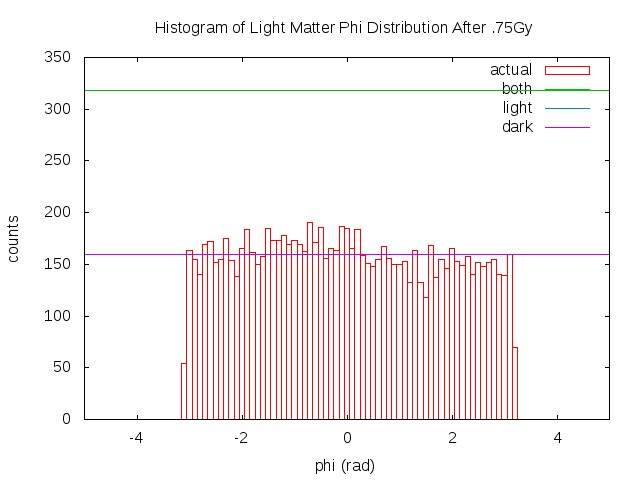 Histogram of Light Matter Phi Distribution After .75Gy
350
300
250
200
150
100
50
0
counts
actual
both
light
dark
-4
-2
0
2
4
phi (rad)